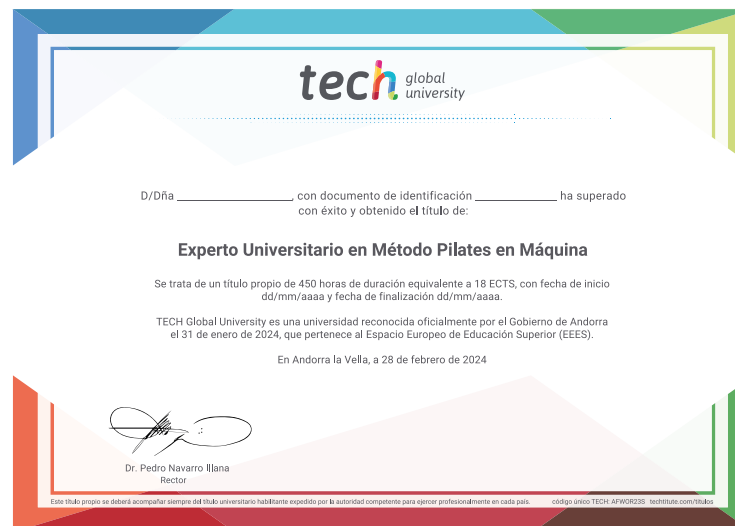 tech global university
D/Dña ____________________, con documento de identificación ______________ ha superado
con éxito y obtenido el título de:
Experto Universitario en Método Pilates en Máquina
Se trata de un título propio de 450 horas de duración equivalente a 18 ECTS, con fecha de inicio
dd/mm/aaaa y fecha de finalización dd/mm/aaaa.
TECH Global University es una universidad reconocida oficialmente por el Gobierno de Andorra
el 31 de enero de 2024, que pertenece al Espacio Europeo de Educación Superior (EEES).
En Andorra la Vella, a 28 de febrero de 2024
Dr. Pedro Navarro Illana
Rector
Este título propio se deberá acompañar siempre del título universitario habilitante expedido por la autoridad competente para ejercer profesionalmente en cada país. código único TECH: AFWOR23S techtitute.com/titulos